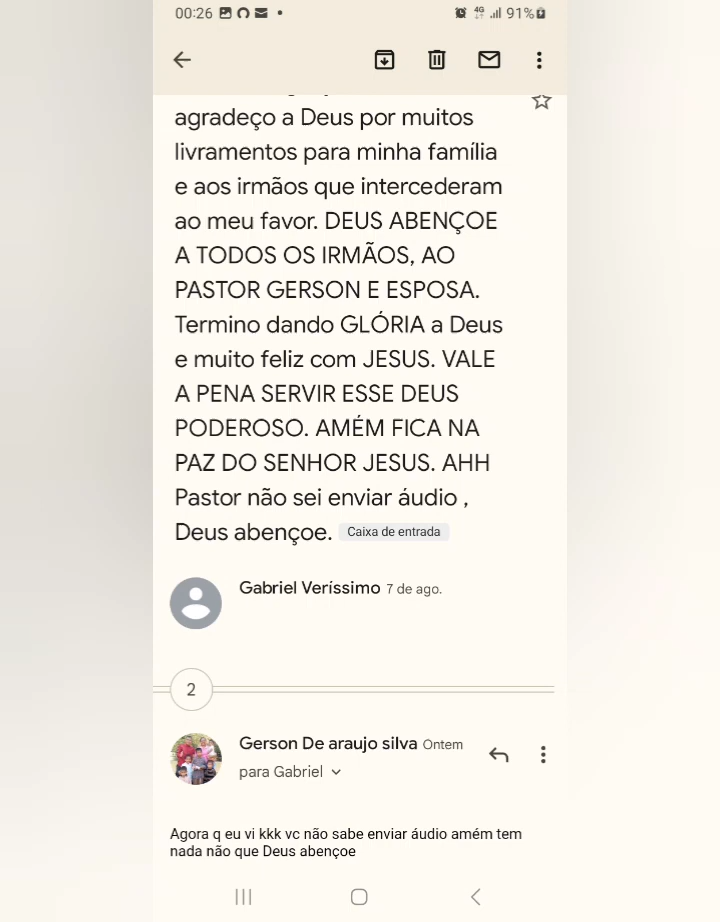 00:26
4G
91%
agradeço a Deus por muitos
livramentos para minha família
e aos irmãos que intercederam
ao meu favor. DEUS ABENÇOE
A TODOS OS IRMÃOS, AO
PASTOR GERSON E ESPOSA.
Termino dando GLÓRIA a Deus
e muito feliz com JESUS. VALE
A PENA SERVIR ESSE DEUS
PODEROSO. AMÉM FICA NA
PAZ DO SENHOR JESUS. AHH
Pastor não sei enviar áudio ,
Deus abençoe. Caixa de entrada
Gabriel Veríssimo 7 de ago.
2
Gerson De araujo silva Ontem
para Gabriel
Agora q eu vi kkk vc não sabe enviar áudio amém tem
nada não que Deus abençoe